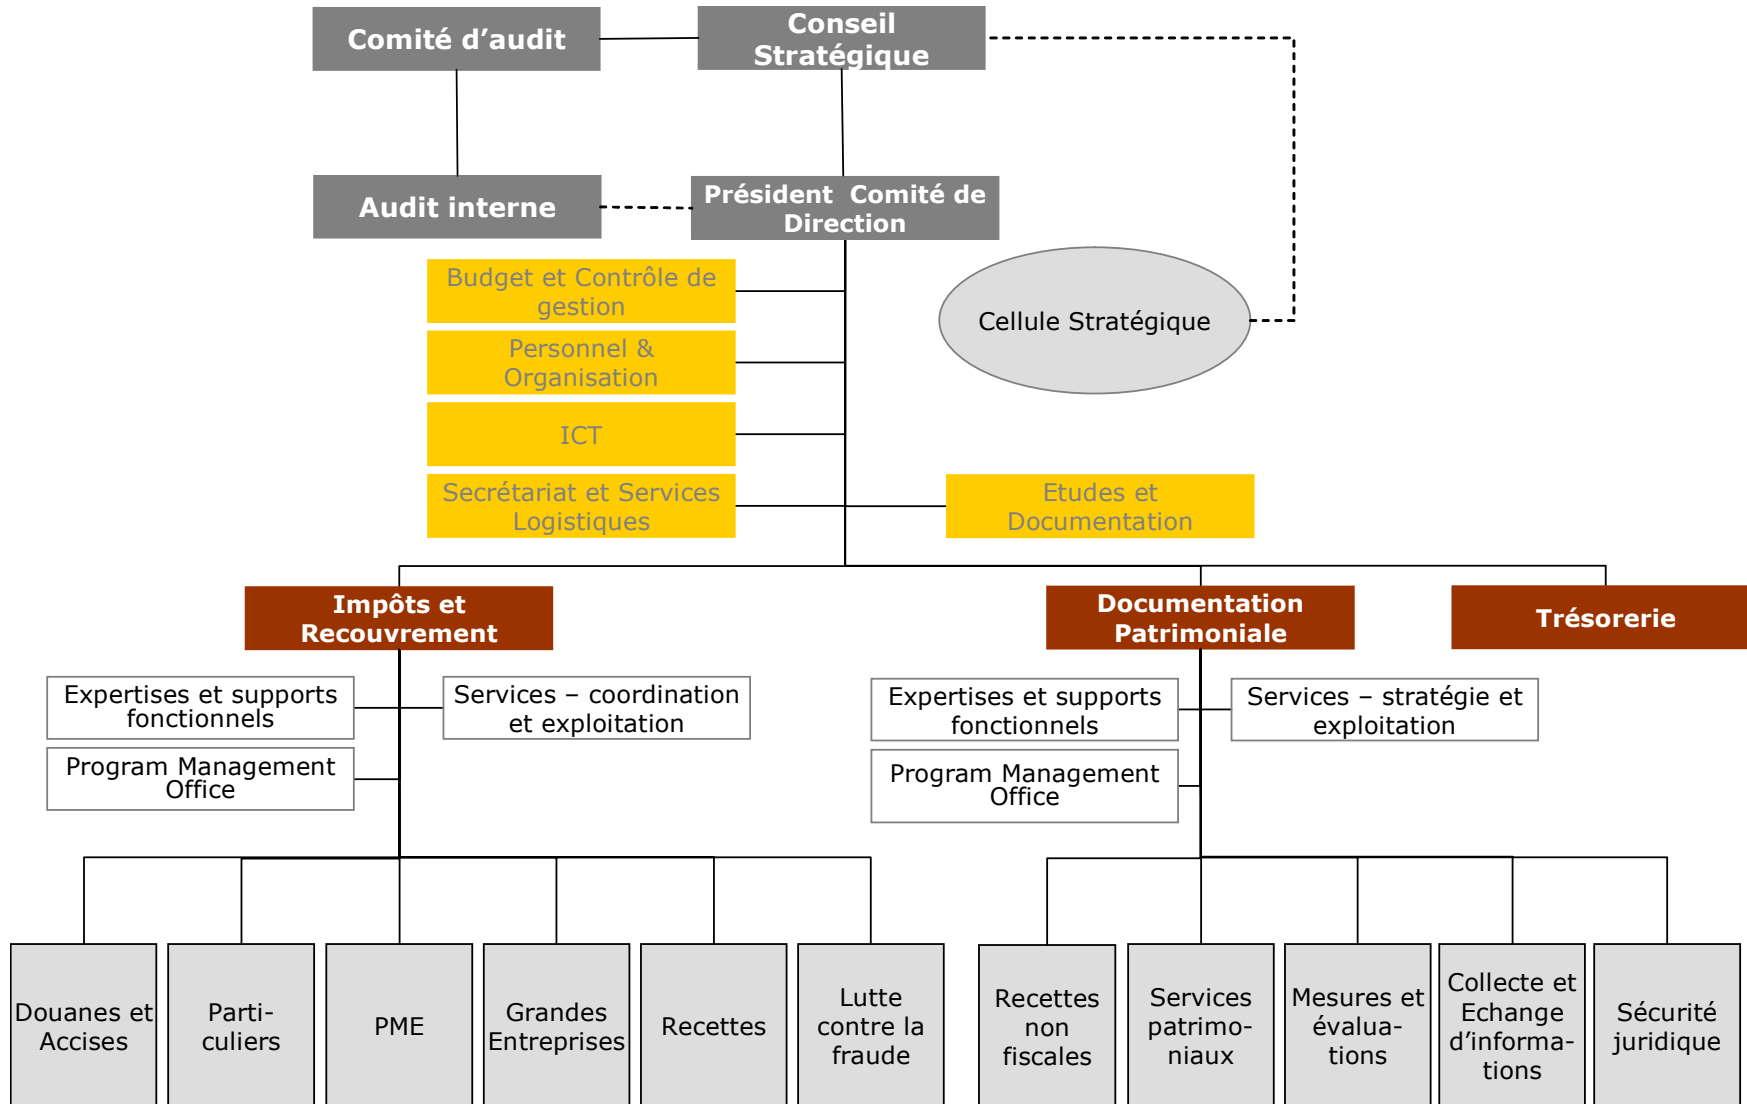 Comité d’audit
Conseil
Stratégique
Audit interne
Président  Comité de
Direction
Budget et Contrôle de
gestion
Cellule Stratégique
Personnel &
Organisation
ICT
Secrétariat et Services
Logistiques
Etudes et
Documentation
Impôts et
Recouvrement
Documentation
Patrimoniale
Trésorerie
Expertises et supports
fonctionnels
Services – coordination
et exploitation
Expertises et supports
fonctionnels
Services – stratégie et
exploitation
Program Management
Office
Program Management
Office
Douanes et
Accises
Parti-
culiers
PME
Grandes
Entreprises
Recettes
Lutte
contre la
fraude
Recettes
non
fiscales
Services
patrimo-
niaux
Mesures et
évalua-
tions
Collecte et
Echange
d’informa-
tions
Sécurité
juridique